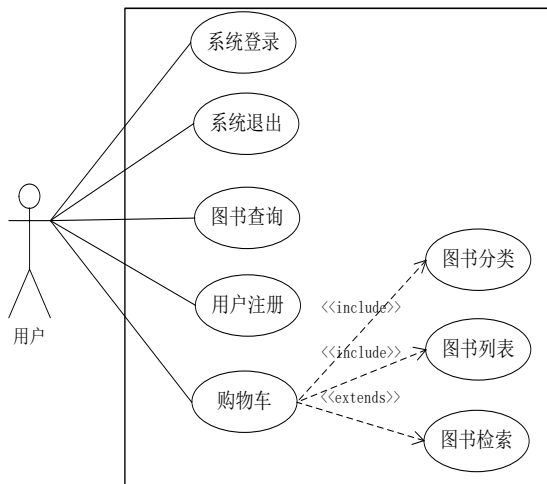 系统登录
系统退出
图书查询
用户注册
购物车
用户
图书分类
<<include>>
图书列表
<<include>>
<<extends>>
图书检索